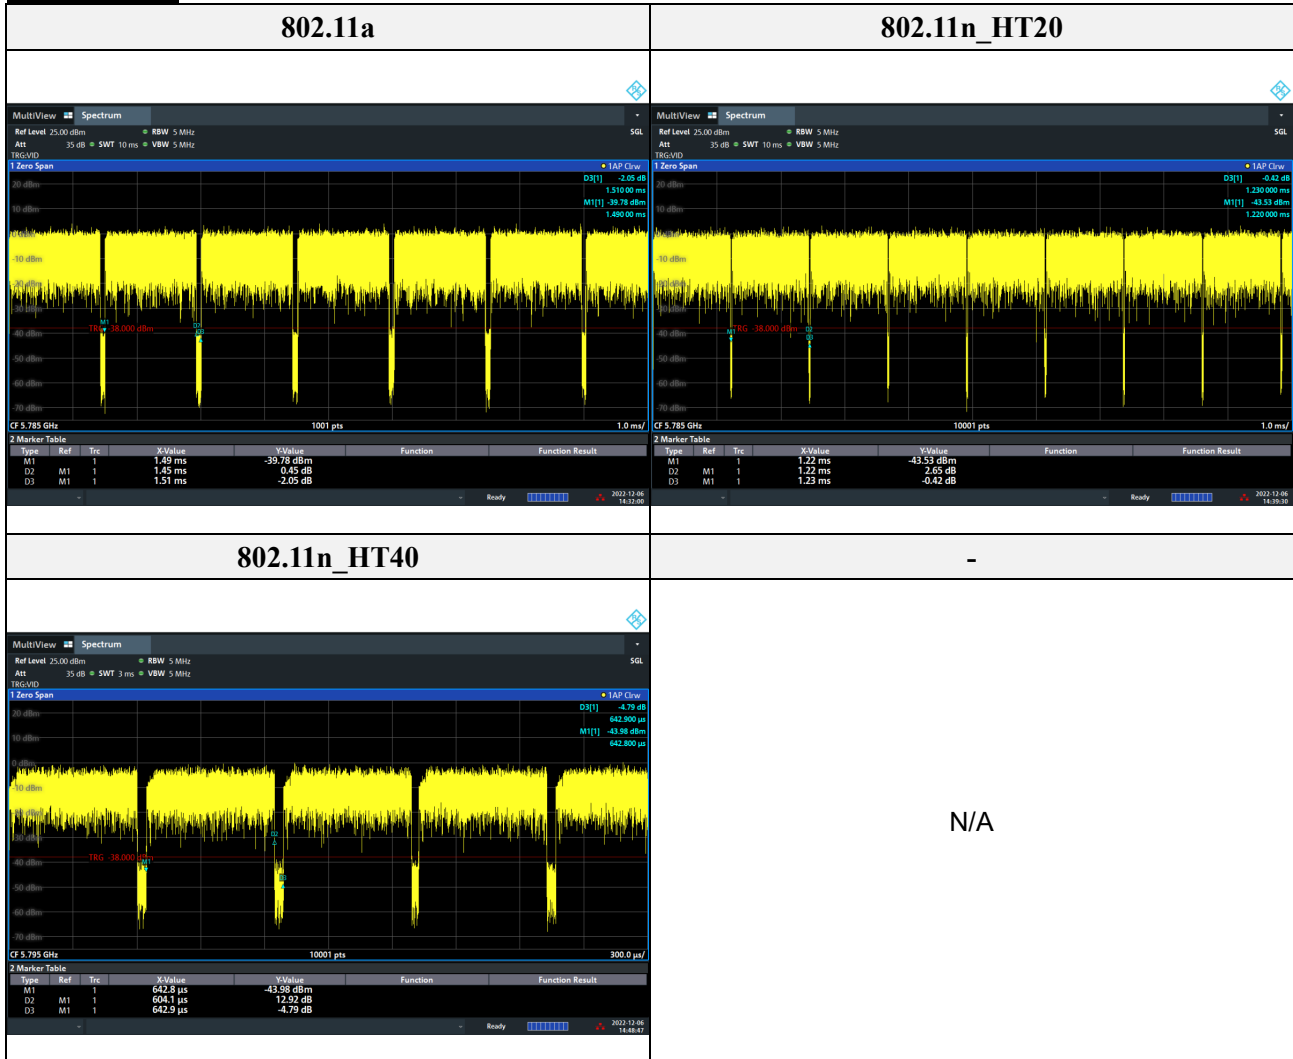 802.11a
802.11n_HT20
MultiView Spectrum
Ref Level 25.00 dBm RBW 5 MHz SGL
Att 35 dB SWT 10 ms VBW 5 MHz
TRG:VID
1 Zero Span 1AP Clrw
D3[1] -2.05 dB
1.510 00 ms
M1[1] -39.78 dBm
1.490 00 ms
20 dBm
10 dBm
-10 dBm
M1
D2
D3
TRG -38.000 dBm
-40 dBm
-50 dBm
-60 dBm
-70 dBm
CF 5.785 GHz 1001 pts 1.0 ms/
2 Marker Table
Type Ref Trc X-Value Y-Value Function Function Result
M1 1 1.49 ms -39.78 dBm
D2 M1 1 1.45 ms 0.45 dB
D3 M1 1 1.51 ms -2.05 dB
Ready 2022-12-06
14:32:00
MultiView Spectrum
Ref Level 25.00 dBm RBW 5 MHz SGL
Att 35 dB SWT 10 ms VBW 5 MHz
TRG:VID
1 Zero Span 1AP Clrw
D3[1] -0.42 dB
1.230 000 ms
M1[1] -43.53 dBm
1.220 000 ms
20 dBm
10 dBm
-10 dBm
TRG -38.000 dBm
M1
D2
D3
-40 dBm
-50 dBm
-60 dBm
-70 dBm
CF 5.785 GHz 10001 pts 1.0 ms/
2 Marker Table
Type Ref Trc X-Value Y-Value Function Function Result
M1 1 1.22 ms -43.53 dBm
D2 M1 1 1.22 ms 2.65 dB
D3 M1 1 1.23 ms -0.42 dB
Ready 2022-12-06
14:39:30
802.11n_HT40
-
MultiView Spectrum
Ref Level 25.00 dBm RBW 5 MHz SGL
Att 35 dB SWT 3 ms VBW 5 MHz
TRG:VID
1 Zero Span 1AP Clrw
D3[1] -4.79 dB
642.900 µs
M1[1] -43.98 dBm
642.800 µs
20 dBm
10 dBm
0 dBm
-10 dBm
D2
TRG -38.000 dBm
M1
D3
-40 dBm
-50 dBm
-60 dBm
-70 dBm
CF 5.795 GHz 10001 pts 300.0 µs/
2 Marker Table
Type Ref Trc X-Value Y-Value Function Function Result
M1 1 642.8 µs -43.98 dBm
D2 M1 1 604.1 µs 12.92 dB
D3 M1 1 642.9 µs -4.79 dB
Ready 2022-12-06
14:48:47
N/A